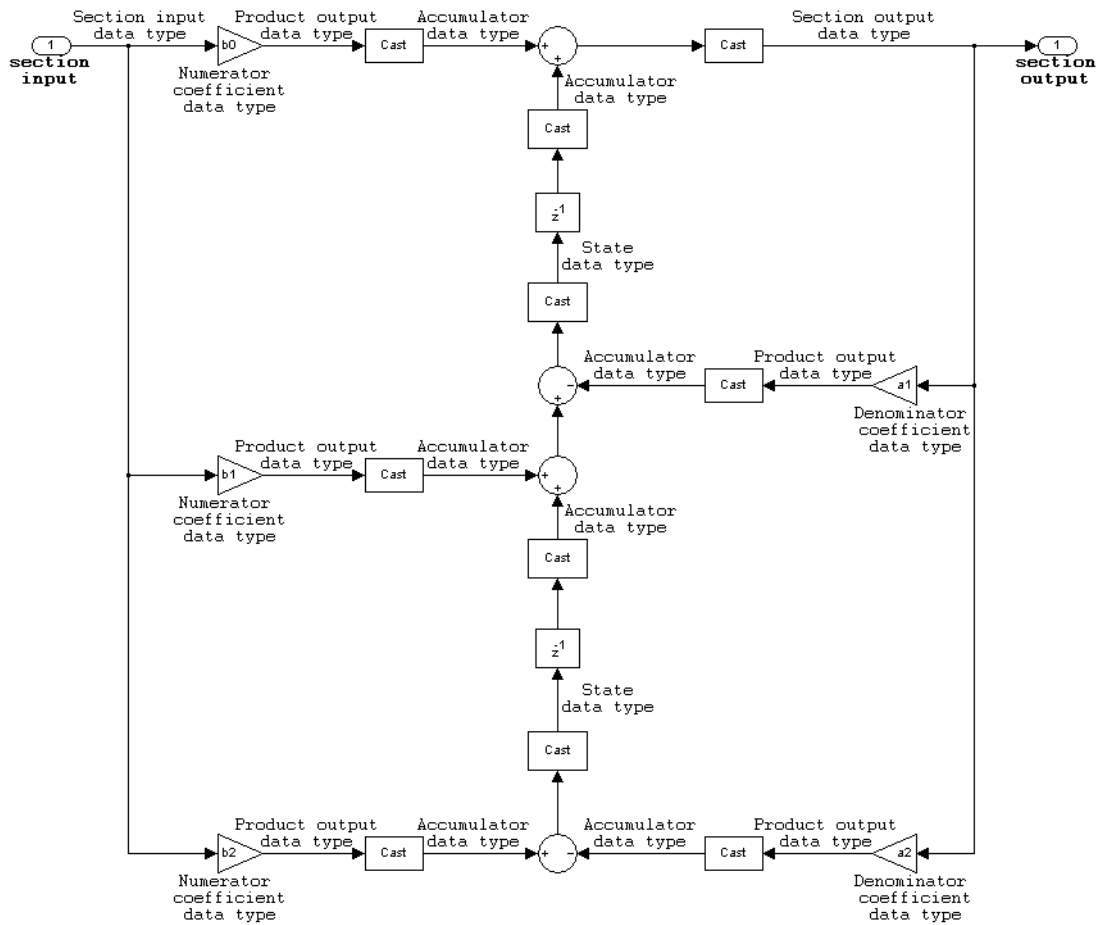 Section input
data type
Product output
data type
Accumulator
data type
Section output
data type
1
section
input
b0
Cast
+
+
Cast
1
section
output
Numerator
coefficient
data type
Accumulator
data type
Cast
z-1
State
data type
Cast
Accumulator
data type
Product output
data type
−
+
Cast
a1
Denominator
coefficient
data type
Product output
data type
Accumulator
data type
b1
Cast
+
+
Numerator
coefficient
data type
Accumulator
data type
Cast
z-1
State
data type
Cast
Product output
data type
Accumulator
data type
Accumulator
data type
Product output
data type
b2
Cast
+
−
Cast
a2
Numerator
coefficient
data type
Denominator
coefficient
data type